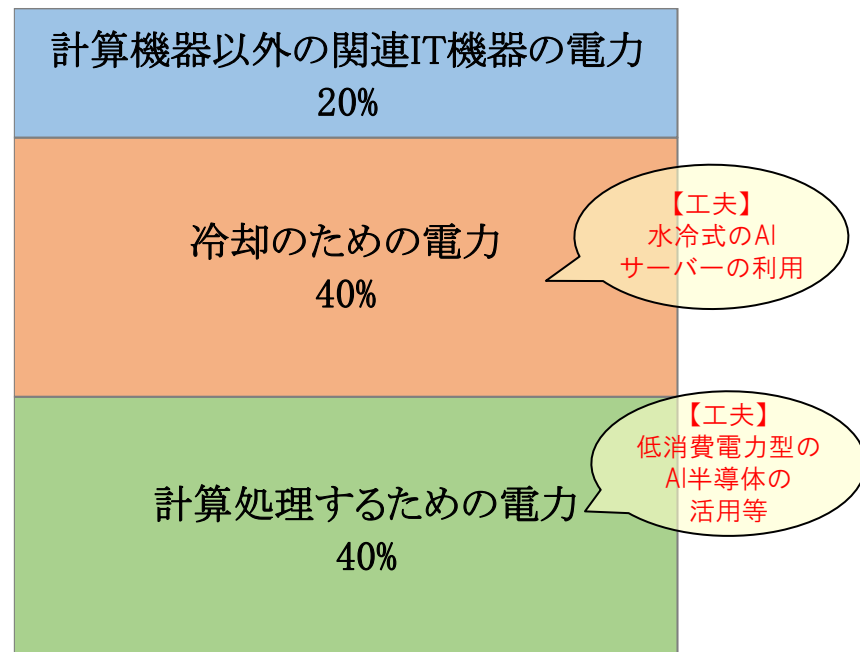 計算機器以外の関連IT機器の電力
20%
冷却のための電力
40%
【工夫】
水冷式のAI
サーバーの利用
計算処理するための電力
40%
【工夫】
低消費電力型の
AI半導体の
活用等